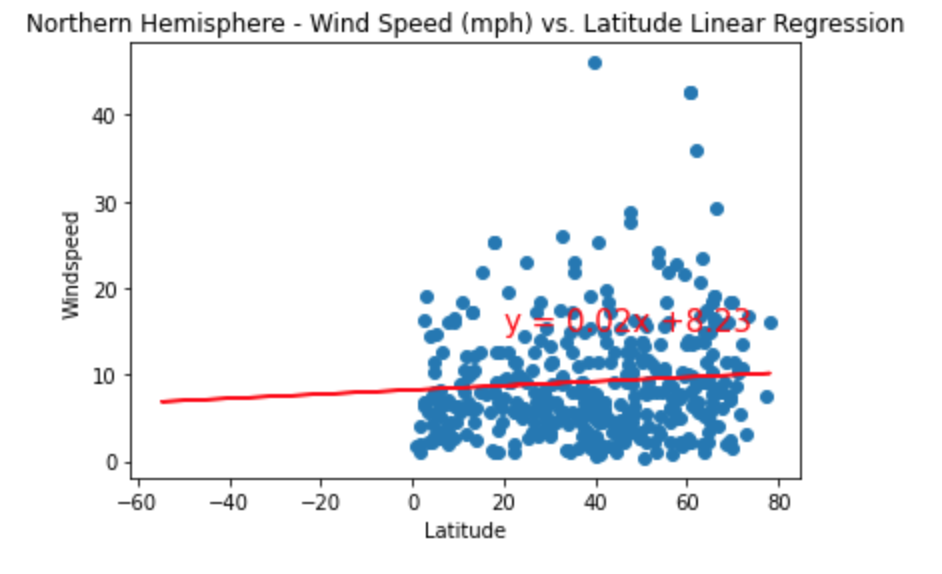 Northern Hemisphere - Wind Speed (mph) vs. Latitude Linear Regression
40
30
20
10
0
Windspeed
y = 0.02x +8.23
−60 −40 −20 0 20 40 60 80
Latitude